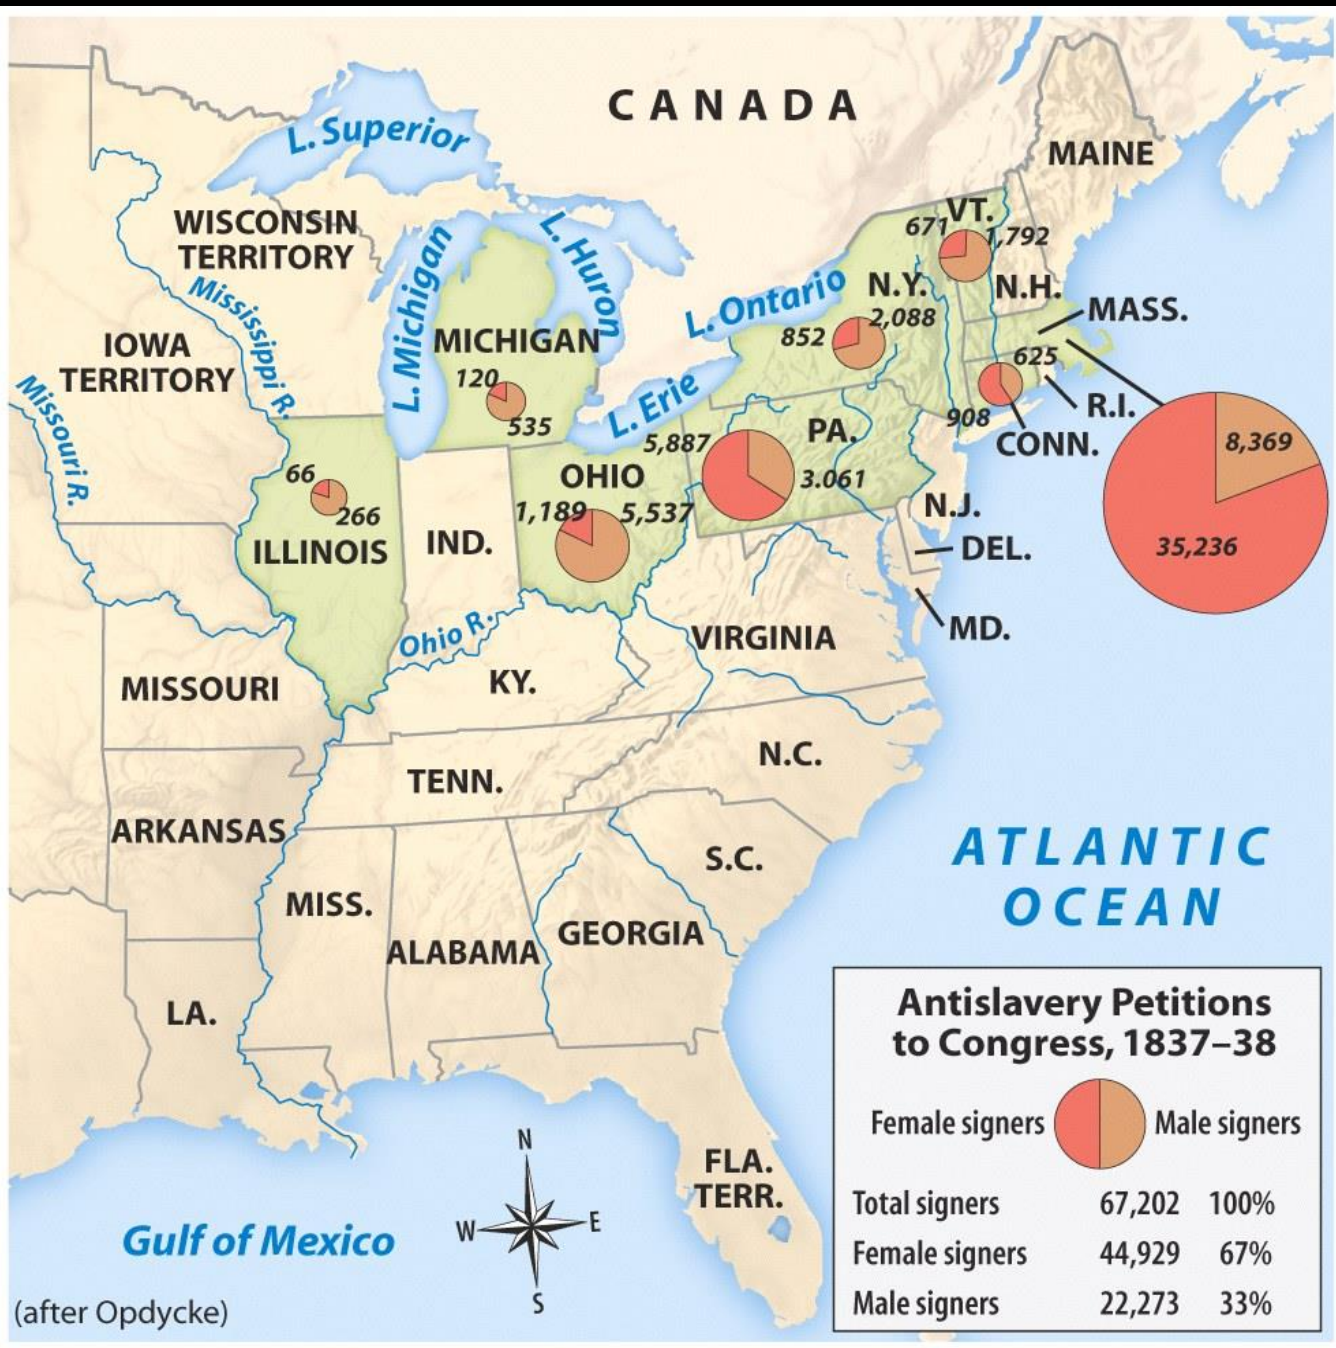 CANADA
L. Superior
MAINE
WISCONSIN
TERRITORY
L. Michigan
L. Huron
VT.
671
1,792
Mississippi R.
L. Ontario
N.Y.
N.H.
MASS.
2,088
852
MICHIGAN
IOWA
TERRITORY
625
120
535
L. Erie
R.I.
908
CONN.
Missouri R.
5,887
PA.
3.061
8,369
35,236
OHIO
1,189
5,537
66
266
ILLINOIS
IND.
N.J.
DEL.
MD.
Ohio R.
VIRGINIA
MISSOURI
KY.
N.C.
TENN.
ARKANSAS
S.C.
MISS.
ALABAMA
GEORGIA
LA.
ATLANTIC
OCEAN
FLA.
TERR.
Gulf of Mexico
N
W
E
S
(after Opdycke)
Antislavery Petitions
to Congress, 1837–38
Female signers
Male signers
Total signers 67,202 100%
Female signers 44,929 67%
Male signers 22,273 33%